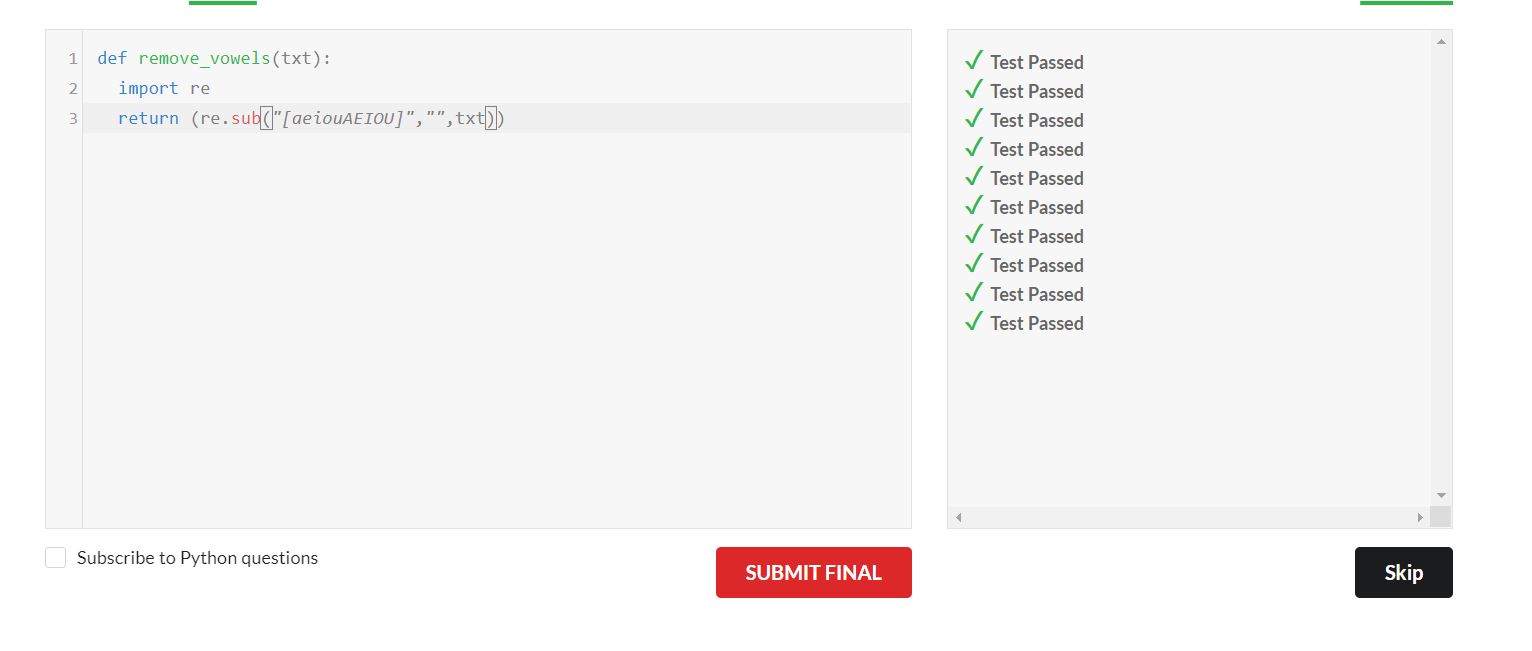 1 def remove_vowels(txt):
2 import re
3 return (re.sub("[aeiouAEIOU]","",txt))
✓ Test Passed
✓ Test Passed
✓ Test Passed
✓ Test Passed
✓ Test Passed
✓ Test Passed
✓ Test Passed
✓ Test Passed
✓ Test Passed
✓ Test Passed
Subscribe to Python questions
SUBMIT FINAL
Skip